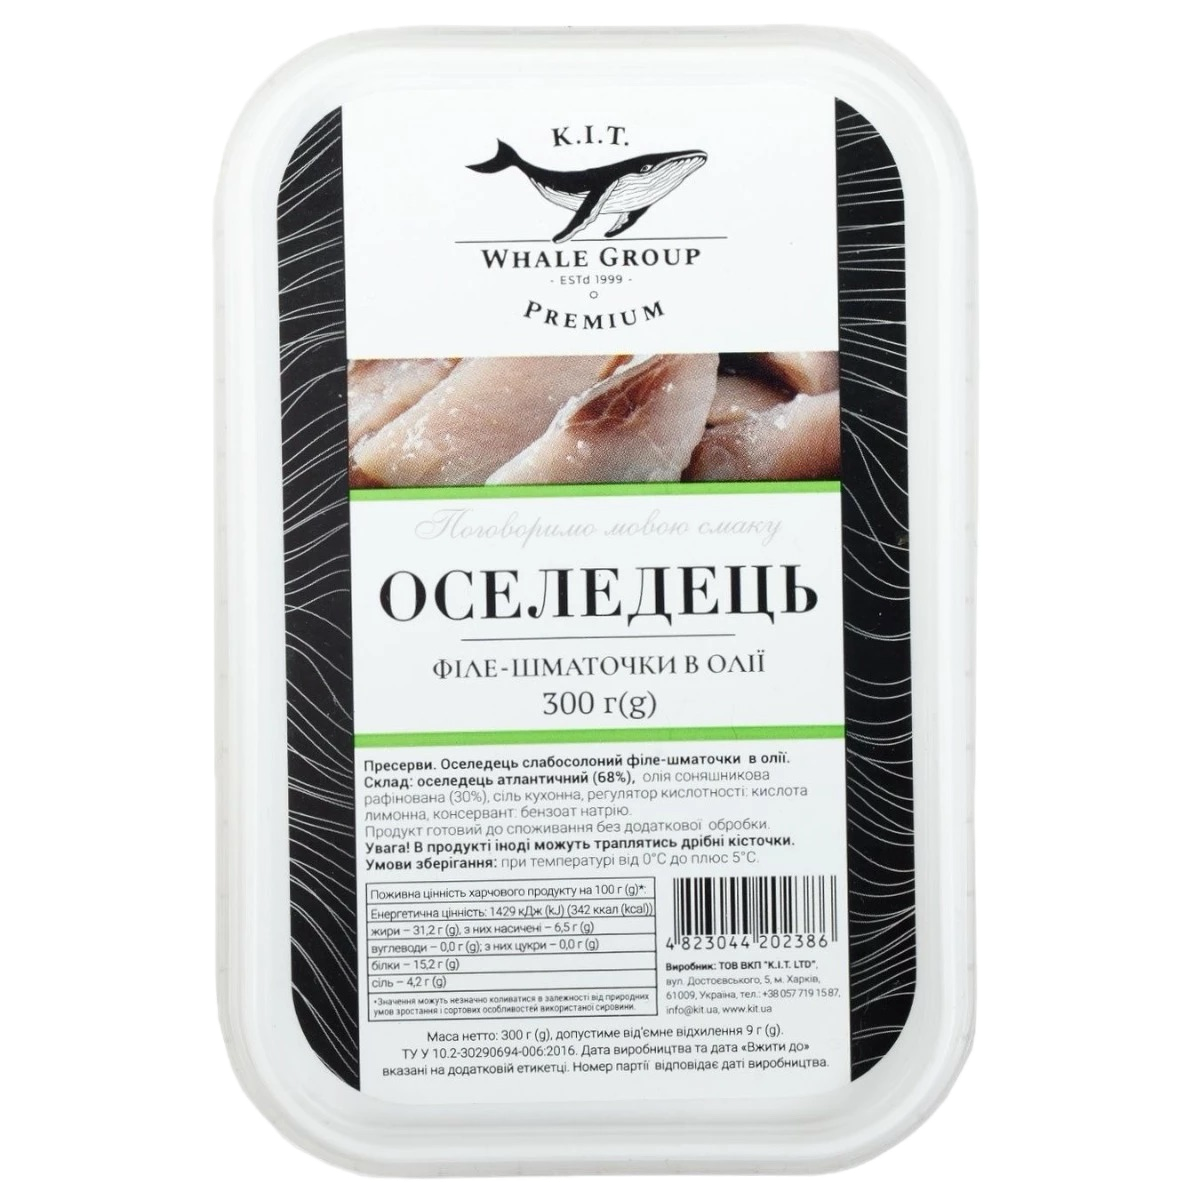 K.I.T.
WHALE GROUP
- ESTd 1999 -
PREMIUM
Поговоримо мовою смаку
ОСЕЛЕДЕЦЬ
ФІЛЕ-ШМАТОЧКИ В ОЛІЇ
300 г(g)
Пресерви. Оселедець слабосолоний філе-шматочки в олії.
Склад: оселедець атлантичний (68%), олія соняшникова
рафінована (30%), сіль кухонна, регулятор кислотності: кислота
лимонна, консервант: бензоат натрію.
Продукт готовий до споживання без додаткової обробки.
Увага! В продукті іноді можуть траплятись дрібні кісточки.
Умови зберігання: при температурі від 0°С до плюс 5°С.
Поживна цінність харчового продукту на 100 г (g)*:
Енергетична цінність: 1429 кДж (kJ) (342 ккал (kcal))
жири – 31,2 г (g), з них насичені – 6,5 г (g)
вуглеводи – 0,0 г (g); з них цукри – 0,0 г (g)
білки – 15,2 г (g)
сіль – 4,2 г (g)
*Значення можуть незначно коливатися в залежності від природних
умов зростання і сортових особливостей використаної сировини.
4 823044 202386
Виробник: ТОВ ВКП "K.I.T. LTD",
вул. Достоєвського, 5, м. Харків,
61009, Україна, тел.: +38 057 719 15 87,
info@kit.ua, www.kit.ua
Маса нетто: 300 г (g), допустиме від'ємне відхилення 9 г (g).
ТУ У 10.2-30290694-006:2016. Дата виробництва та дата «Вжити до»
вказані на додатковій етикетці. Номер партії відповідає даті виробництва.